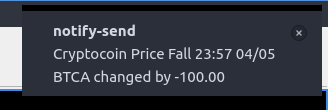 notify-send
Cryptocoin Price Fall 23:57 04/05
BTCA changed by -100.00